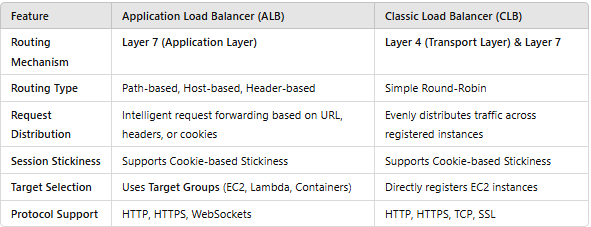 Feature Application Load Balancer (ALB) Classic Load Balancer (CLB)
Routing Layer 7 (Application Layer) Layer 4 (Transport Layer) & Layer 7
Mechanism
Routing Type Path-based, Host-based, Header-based Simple Round-Robin
Request Intelligent request forwarding based on URL, Evenly distributes traffic across
Distribution headers, or cookies registered instances
Session Stickiness Supports Cookie-based Stickiness Supports Cookie-based Stickiness
Target Selection Uses Target Groups (EC2, Lambda, Containers) Directly registers EC2 instances
Protocol Support HTTP, HTTPS, WebSockets HTTP, HTTPS, TCP, SSL